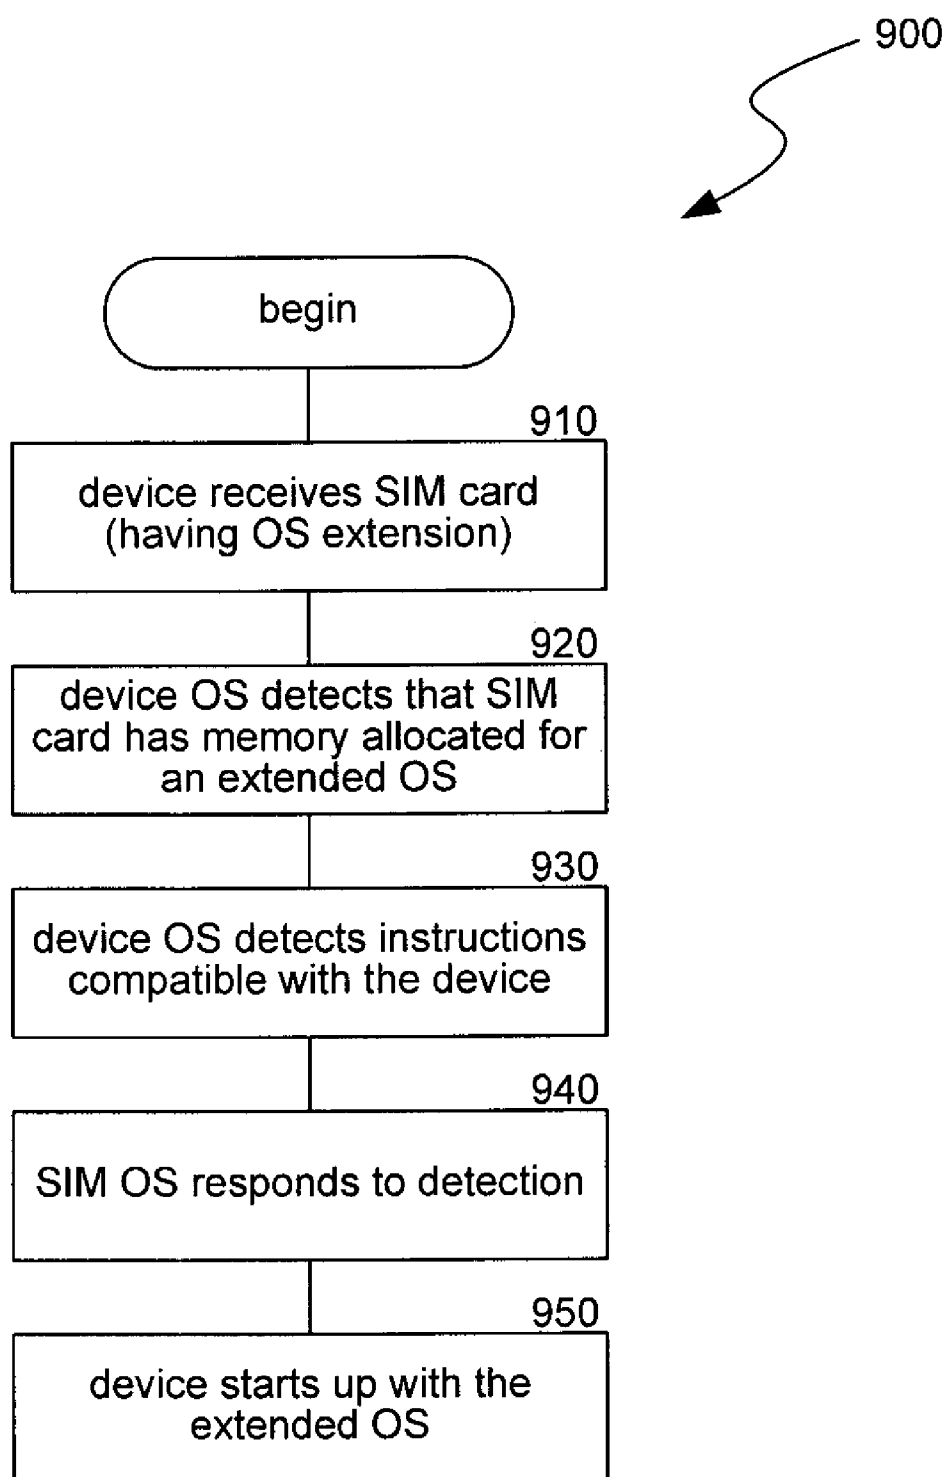 900
begin
910
device receives SIM card
(having OS extension)
920
device OS detects that SIM
card has memory allocated for
an extended OS
930
device OS detects instructions
compatible with the device
940
SIM OS responds to detection
950
device starts up with the
extended OS